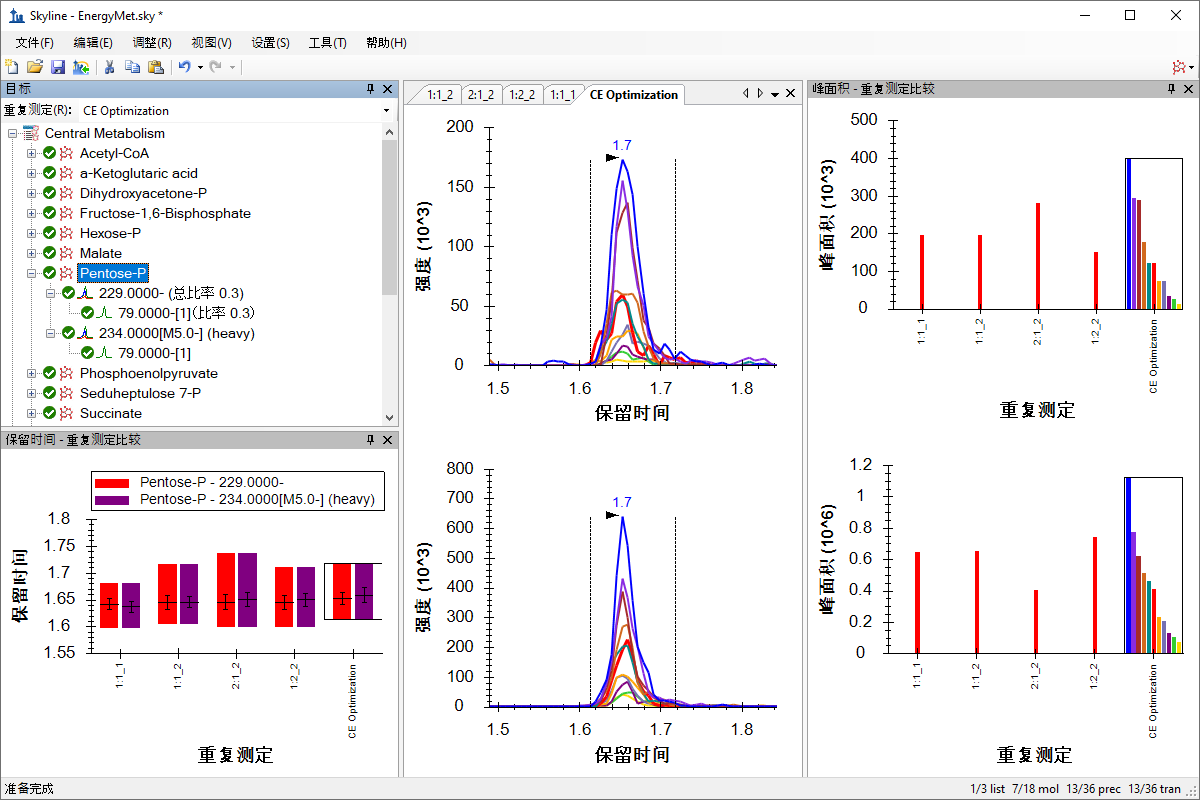 Skyline - EnergyMet.sky *
文件(F) 编辑(E) 调整(R) 视图(V) 设置(S) 工具(T) 帮助(H)
目标
重复测定(R): CE Optimization
Central Metabolism
Acetyl-CoA
a-Ketoglutaric acid
Dihydroxyacetone-P
Fructose-1,6-Bisphosphate
Hexose-P
Malate
Pentose-P
229.0000- (总比率 0.3)
79.0000-[1](比率 0.3)
234.0000[M5.0-] (heavy)
79.0000-[1]
Phosphoenolpyruvate
Seduheptulose 7-P
Succinate
保留时间 - 重复测定比较
Pentose-P - 229.0000-
Pentose-P - 234.0000[M5.0-] (heavy)
1.8
1.75
1.7
1.65
1.6
1.55
保留时间
1:1_1 1:1_2 2:1_2 1:2_2 CE Optimization
重复测定
1:1_2 2:1_2 1:2_2 1:1_1 CE Optimization
200
150
100
50
0
强度 (10^3)
1.7
1.5 1.6 1.7 1.8
保留时间
800
700
600
500
400
300
200
100
0
强度 (10^3)
1.7
1.5 1.6 1.7 1.8
保留时间
峰面积 - 重复测定比较
500
400
300
200
100
0
峰面积 (10^3)
1:1_1 1:1_2 2:1_2 1:2_2 CE Optimization
重复测定
1.2
1
0.8
0.6
0.4
0.2
0
峰面积 (10^6)
1:1_1 1:1_2 2:1_2 1:2_2 CE Optimization
重复测定
准备完成
1/3 list 7/18 mol 13/36 prec 13/36 tran